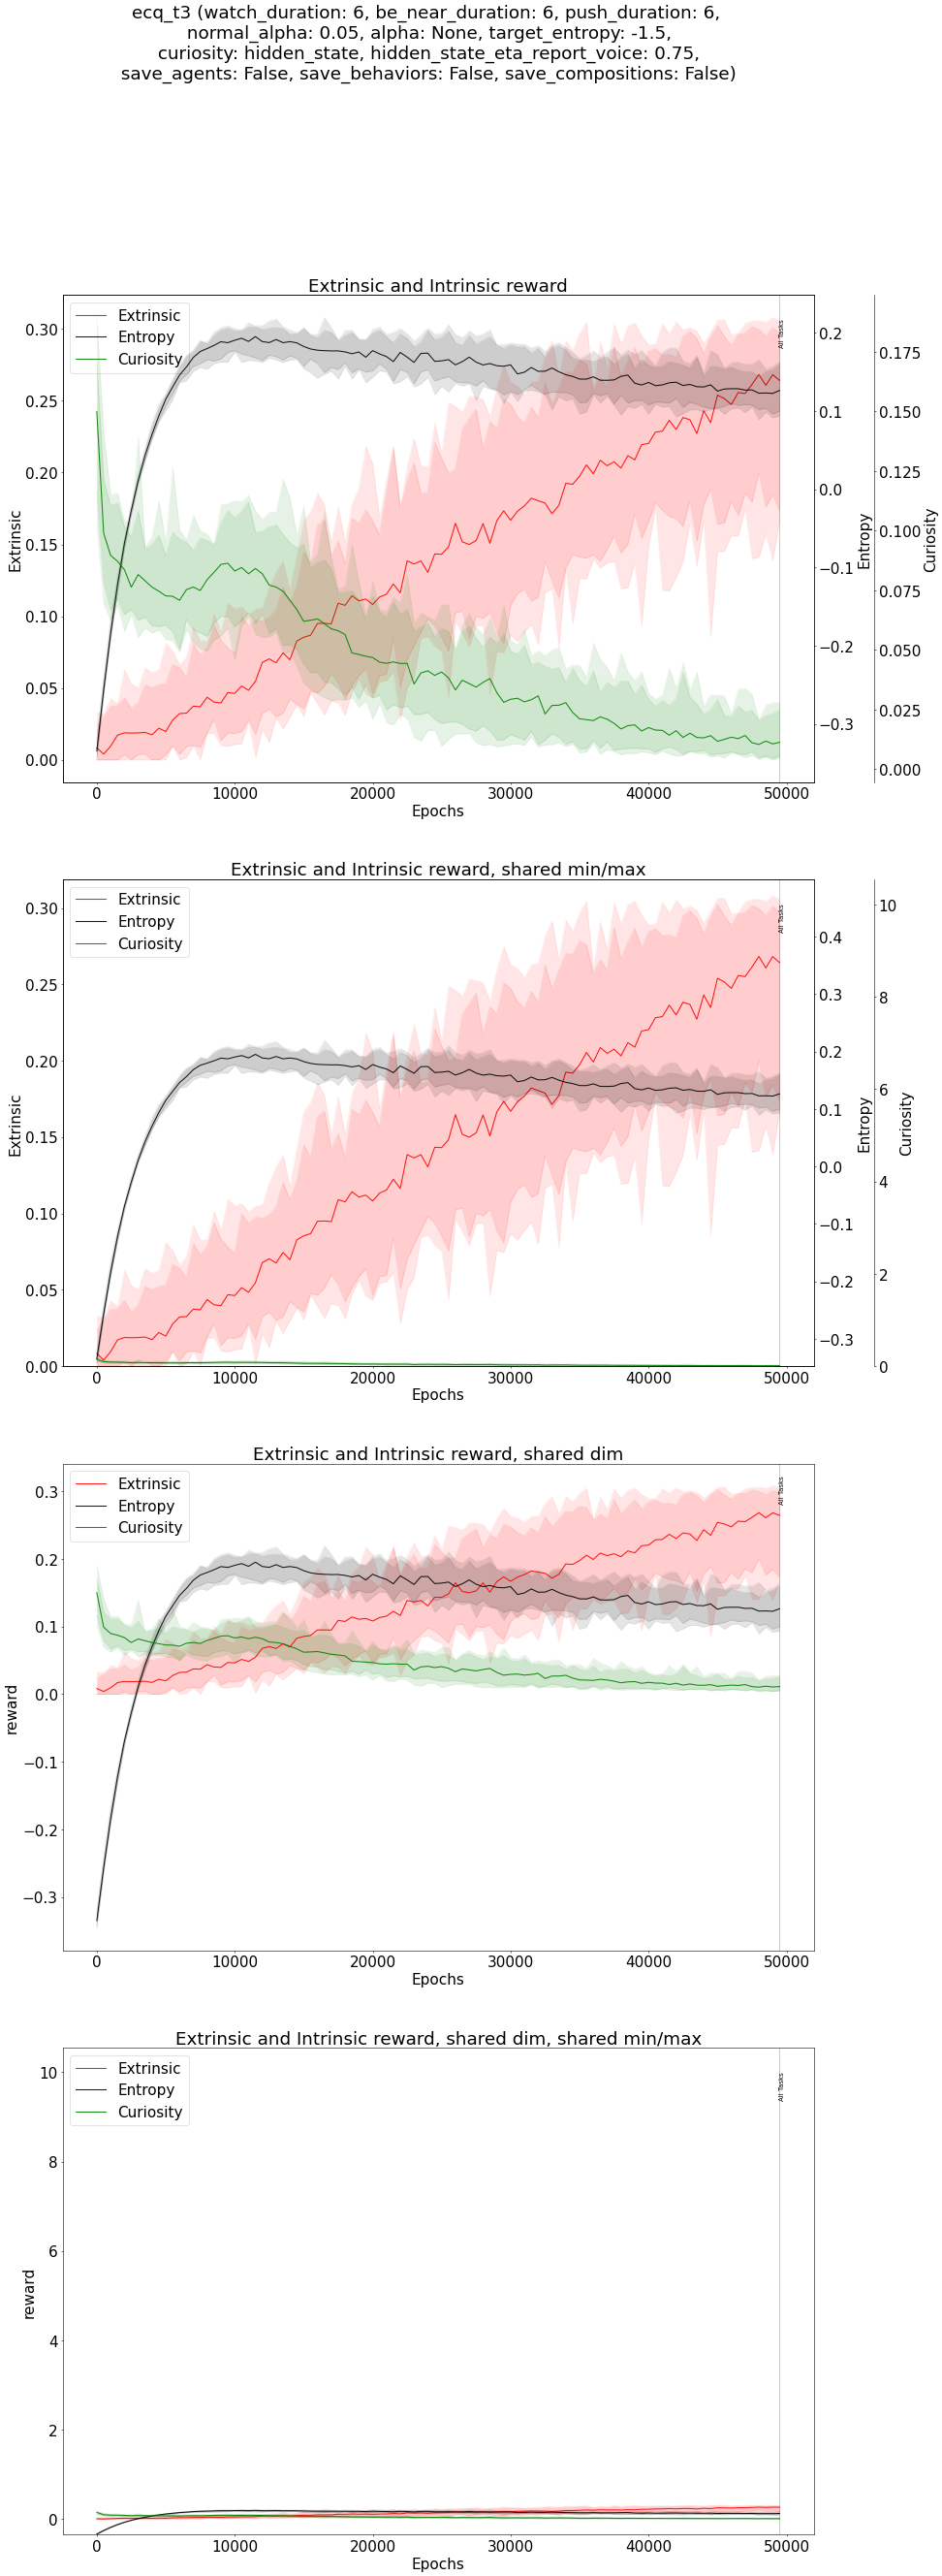 ecq_t3 (watch_duration: 6, be_near_duration: 6, push_duration: 6,
normal_alpha: 0.05, alpha: None, target_entropy: -1.5,
curiosity: hidden_state, hidden_state_eta_report_voice: 0.75,
save_agents: False, save_behaviors: False, save_compositions: False)
Extrinsic and Intrinsic reward
Extrinsic
Entropy
Curiosity
All Tasks
0.30
0.25
0.20
0.15
0.10
0.05
0.00
Extrinsic
0.2
0.1
0.0
−0.1
−0.2
−0.3
Entropy
0.175
0.150
0.125
0.100
0.075
0.050
0.025
0.000
Curiosity
0 10000 20000 30000 40000 50000
Epochs
Extrinsic and Intrinsic reward, shared min/max
Extrinsic
Entropy
Curiosity
All Tasks
0.30
0.25
0.20
0.15
0.10
0.05
0.00
Extrinsic
0.4
0.3
0.2
0.1
0.0
−0.1
−0.2
−0.3
Entropy
10
8
6
4
2
0
Curiosity
0 10000 20000 30000 40000 50000
Epochs
Extrinsic and Intrinsic reward, shared dim
Extrinsic
Entropy
Curiosity
All Tasks
0.3
0.2
0.1
0.0
−0.1
−0.2
−0.3
reward
0 10000 20000 30000 40000 50000
Epochs
Extrinsic and Intrinsic reward, shared dim, shared min/max
Extrinsic
Entropy
Curiosity
All Tasks
10
8
6
4
2
0
reward
0 10000 20000 30000 40000 50000
Epochs